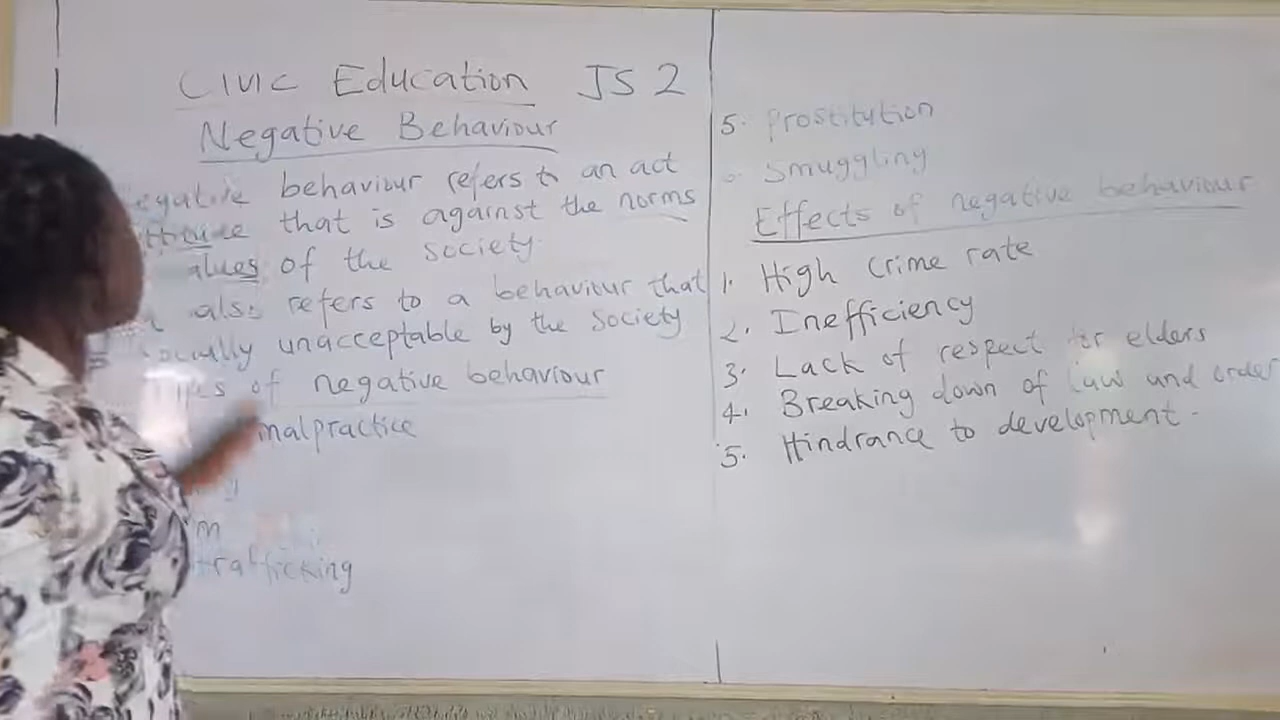 Civic Education JS 2
Negative Behaviour
behaviour refers to an act
that is against the norms
of the society.
also refers to a behaviour that
unacceptable by the society
of negative behaviour
malpractice
trafficking
5. Prostitution
Smuggling
Effects of negative behaviour
1. High Crime rate
2. Inefficiency
3. Lack of respect elders
4. Breaking down of law and order
5. Hindrance to development.